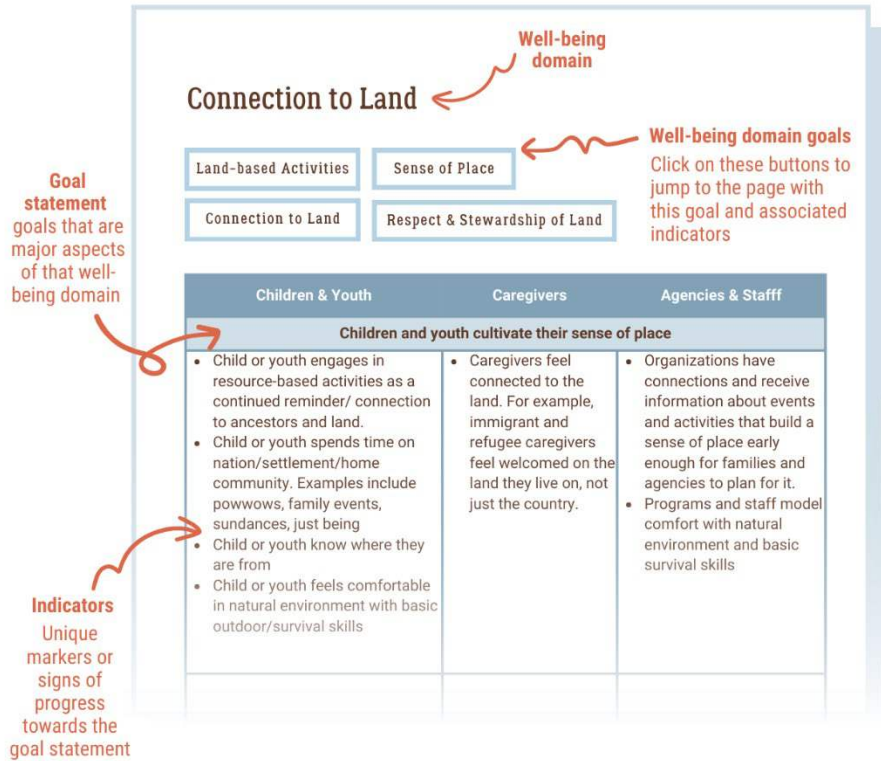 Well-being
domain
Connection to Land
Well-being domain goals
Click on these buttons to
jump to the page with
this goal and associated
indicators
Land-based Activities
Sense of Place
Connection to Land
Respect & Stewardship of Land
Goal
statement
goals that are
major aspects
of that well-
being domain
Children & Youth
Caregivers
Agencies & Stafff
Children and youth cultivate their sense of place
• Child or youth engages in
resource-based activities as a
continued reminder/ connection
to ancestors and land.
• Child or youth spends time on
nation/settlement/home
community. Examples include
powwows, family events,
sundances, just being
• Child or youth know where they
are from
• Child or youth feels comfortable
in natural environment with basic
outdoor/survival skills
• Caregivers feel
connected to the
land. For example,
immigrant and
refugee caregivers
feel welcomed on the
land they live on, not
just the country.
• Organizations have
connections and receive
information about events
and activities that build a
sense of place early
enough for families and
agencies to plan for it.
• Programs and staff model
comfort with natural
environment and basic
survival skills
Indicators
Unique
markers or
signs of
progress
towards the
goal statement